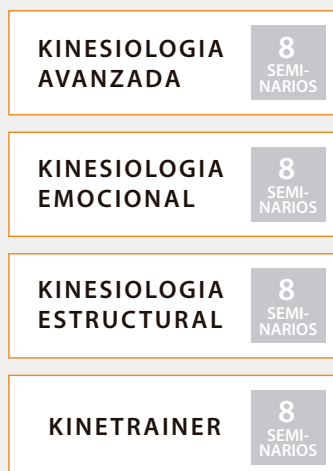 KINESIOLOGIA
AVANZADA
8
SEMI-
NARIOS
KINESIOLOGIA
EMOCIONAL
8
SEMI-
NARIOS
KINESIOLOGIA
ESTRUCTURAL
8
SEMI-
NARIOS
KINETRAINER
8
SEMI-
NARIOS